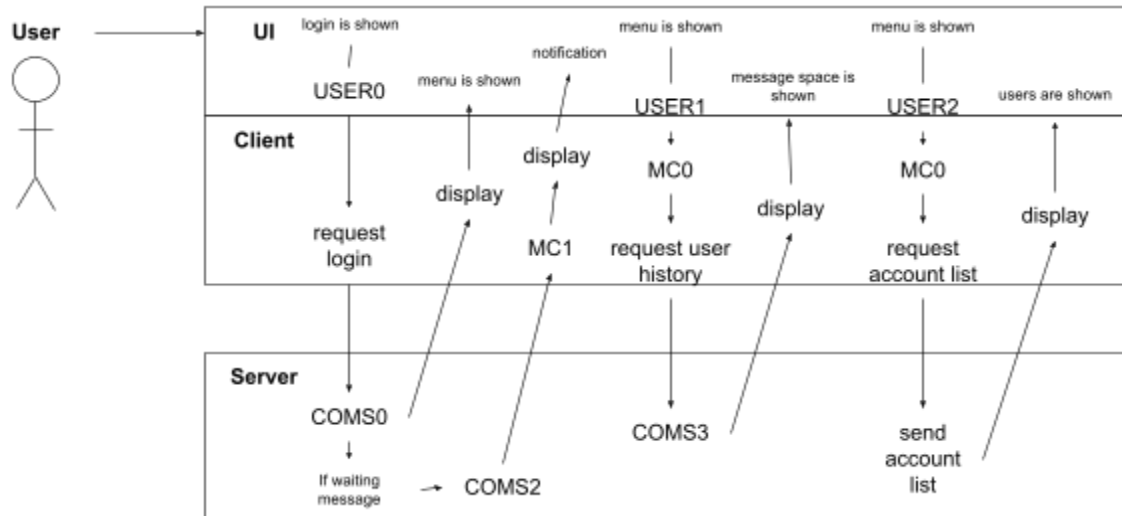 User
UI
login is shown
USER0
menu is shown
notification
menu is shown
USER1
message space is
shown
menu is shown
USER2
users are shown
Client
request
login
display
display
MC1
MC0
request user
history
display
MC0
request
account list
display
Server
COMS0
If waiting
message
COMS2
COMS3
send
account
list